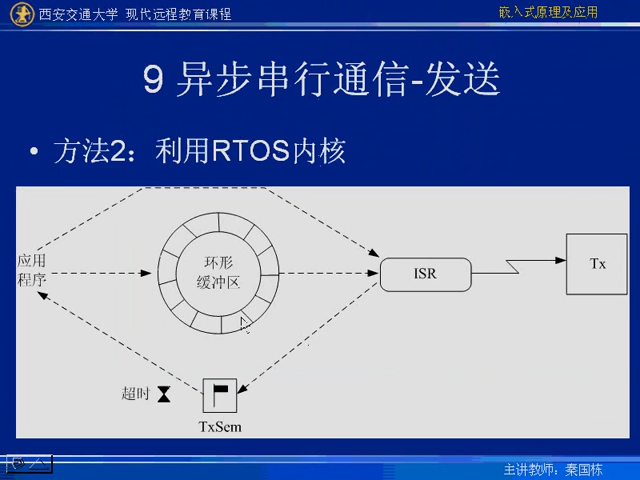 西安交通大学 现代远程教育课程
嵌入式原理及应用
9 异步串行通信-发送
• 方法2：利用RTOS内核
应用
程序
环形
缓冲区
ISR
Tx
超时
TxSem
主讲教师：秦国栋